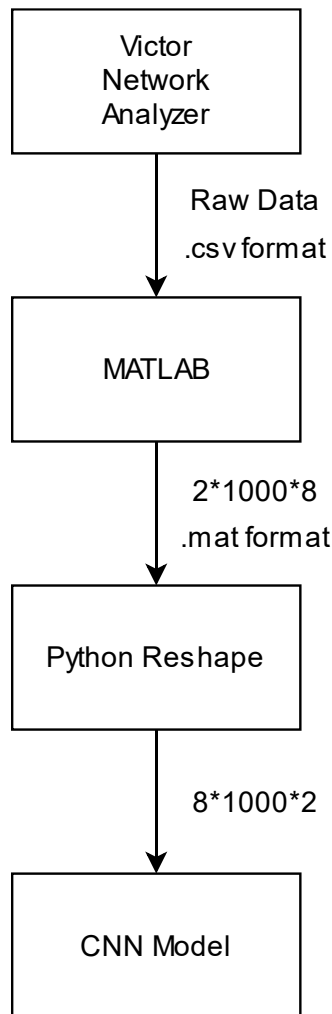 Victor
Network
Analyzer
Raw Data
.csv format
MATLAB
2*1000*8
.mat format
Python Reshape
8*1000*2
CNN Model